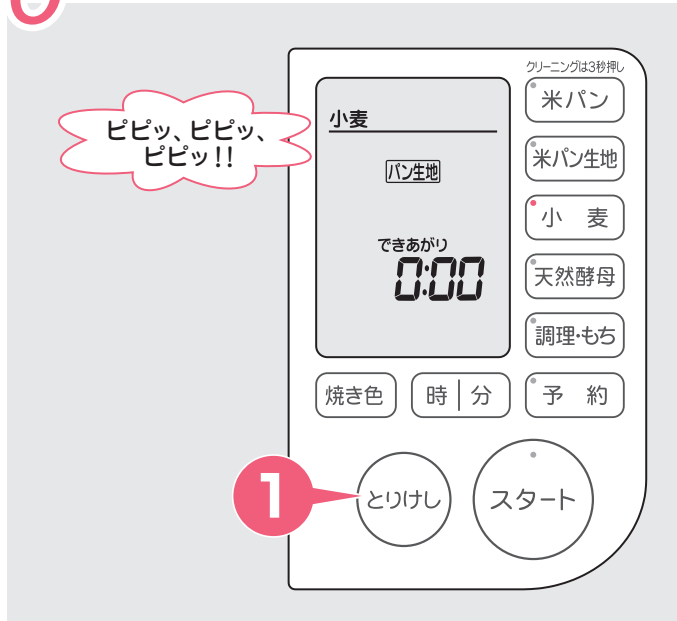 クリーニングは3秒押し
米パン
ピピッ、ピピッ、
ピピッ!!
小麦
米パン生地
パン生地
小 麦
できあがり
0:00
天然酵母
調理・もち
焼き色
時 | 分
予 約
1
とりけし
スタート